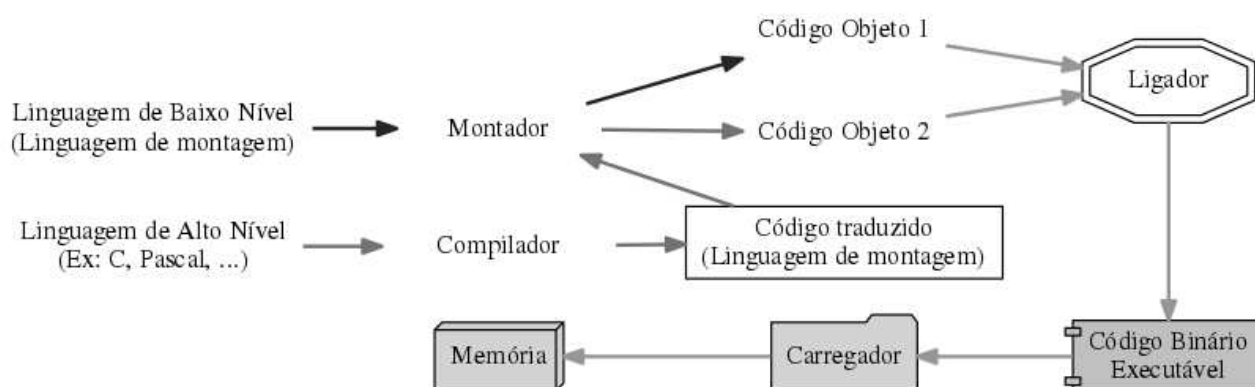 Código Objeto 1
Ligador
Linguagem de Baixo Nível
(Linguagem de montagem)
Montador
Código Objeto 2
Linguagem de Alto Nível
(Ex: C, Pascal, ...)
Compilador
Código traduzido
(Linguagem de montagem)
Memória
Carregador
Código Binário
Executável